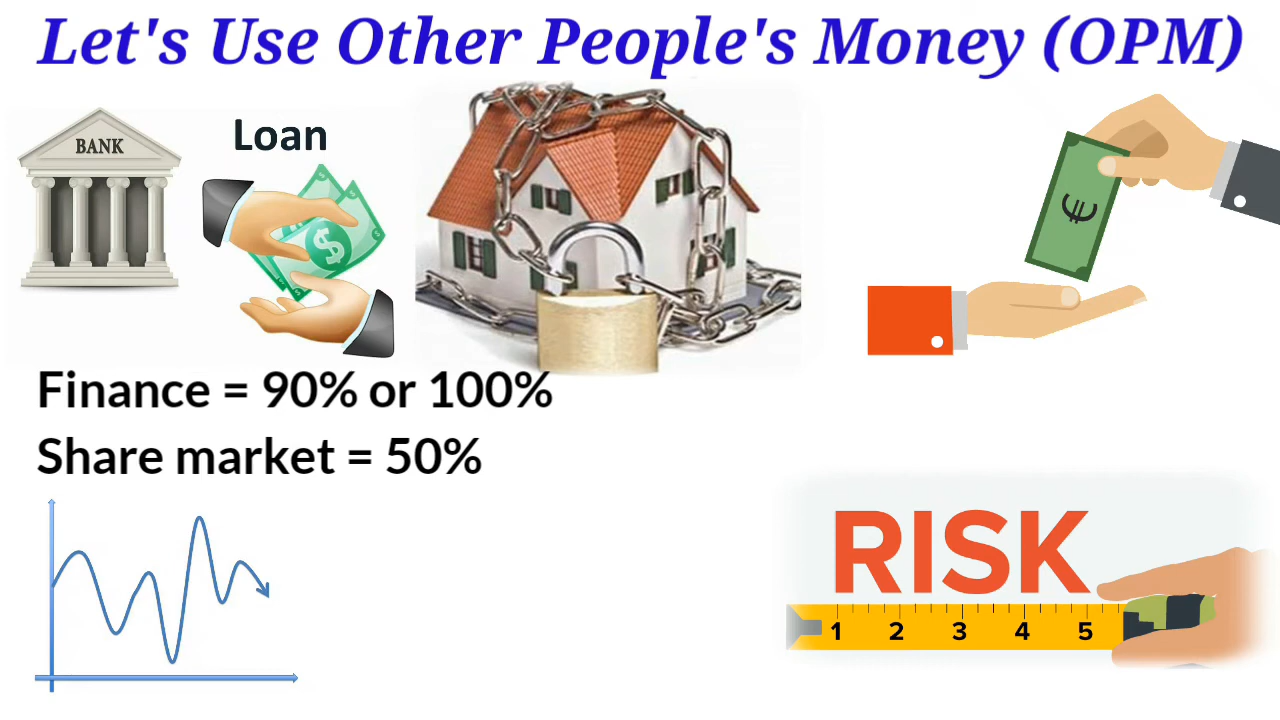 Let's Use Other People's Money (OPM)
BANK
Loan
$
$
$
€
Finance = 90% or 100%
Share market = 50%
RISK
1 2 3 4 5